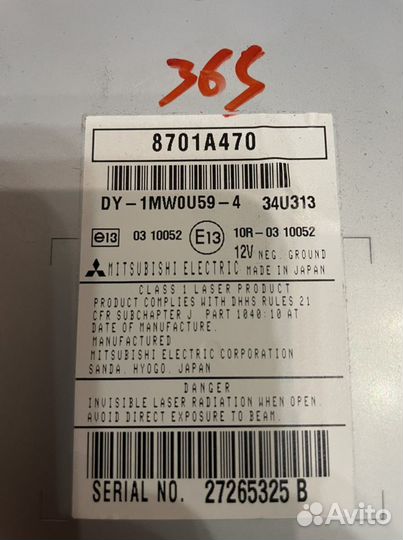 365
8701A470
DY-1MW0U59-4 34U313
e13 03 10052 E13 10R-03 10052
12V NEG. GROUND
MITSUBISHI ELECTRIC MADE IN JAPAN
CLASS 1 LASER PRODUCT
PRODUCT COMPLIES WITH DHHS RULES 21
CFR SUBCHAPTER J PART 1040:10 AT
DATE OF MANUFACTURE.
MANUFACTURED
MITSUBISHI ELECTRIC CORPORATION
SANDA, HYOGO, JAPAN
DANGER
INVISIBLE LASER RADIATION WHEN OPEN.
AVOID DIRECT EXPOSURE TO BEAM.
SERIAL NO. 27265325 B
Avito